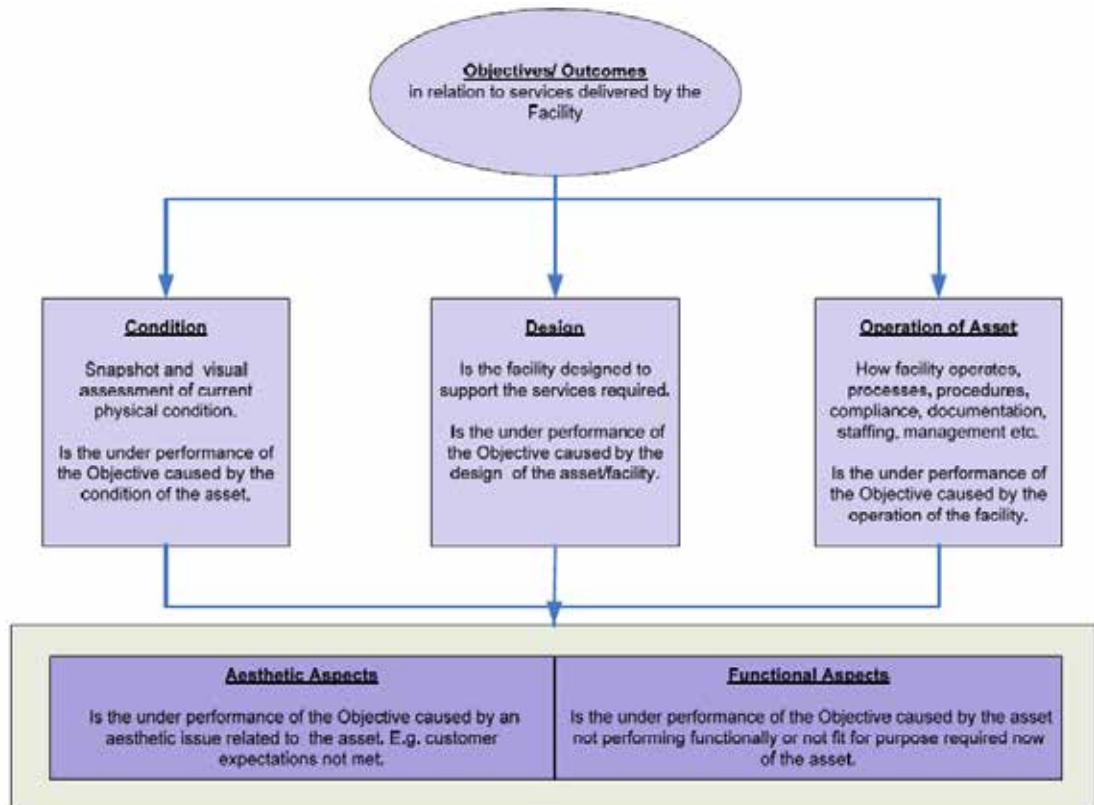 Objectives/ Outcomes
in relation to services delivered by the
Facility
Condition
Snapshot and visual
assessment of current
physical condition.
Is the under performance of
the Objective caused by the
condition of the asset.
Design
Is the facility designed to
support the services required.
Is the under performance of
the Objective caused by the
design of the asset/facility.
Operation of Asset
How facility operates,
processes, procedures,
compliance, documentation,
staffing, management etc.
Is the under performance of
the Objective caused by the
operation of the facility.
Aesthetic Aspects
Is the under performance of the Objective caused by an
aesthetic issue related to the asset. E.g. customer
expectations not met.
Functional Aspects
Is the under performance of the Objective caused by the asset
not performing functionally or not fit for purpose required now
of the asset.